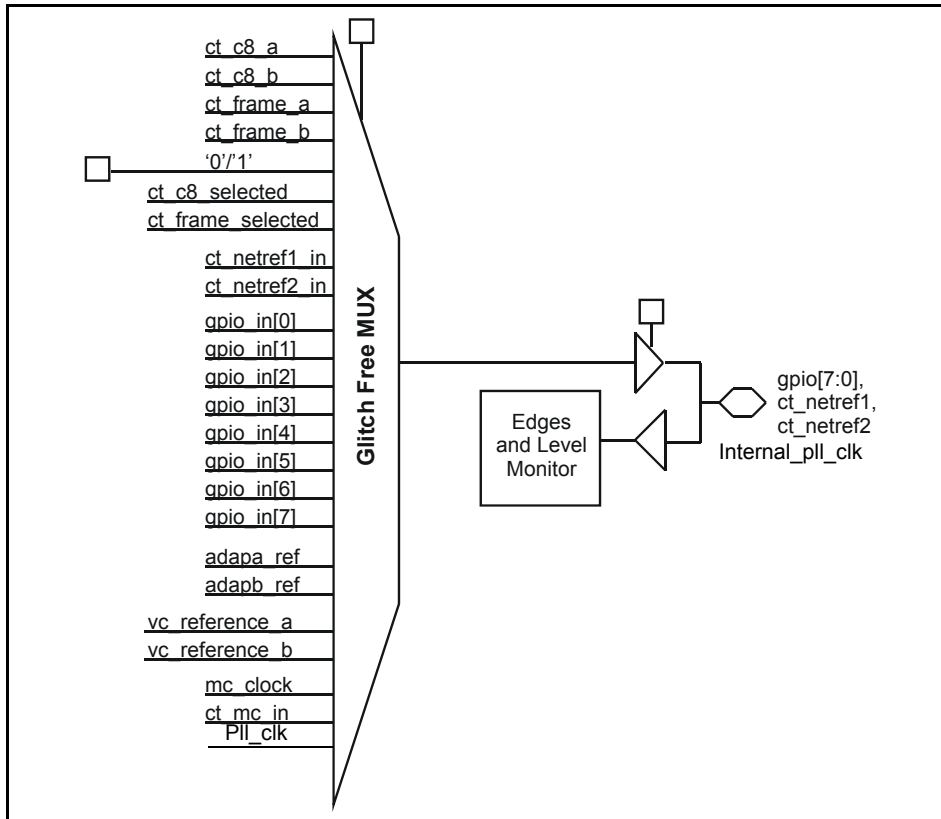 ct_c8_a
ct_c8_b
ct_frame_a
ct_frame_b
‘0’/’1’
ct_c8_selected
ct_frame_selected
ct_netref1_in
ct_netref2_in
gpio_in[0]
gpio_in[1]
gpio_in[2]
gpio_in[3]
gpio_in[4]
gpio_in[5]
gpio_in[6]
gpio_in[7]
adapa_ref
adapb_ref
vc_reference_a
vc_reference_b
mc_clock
ct_mc_in
Pll_clk
Glitch Free MUX
Edges
and Level
Monitor
gpio[7:0],
ct_netref1,
ct_netref2
Internal_pll_clk